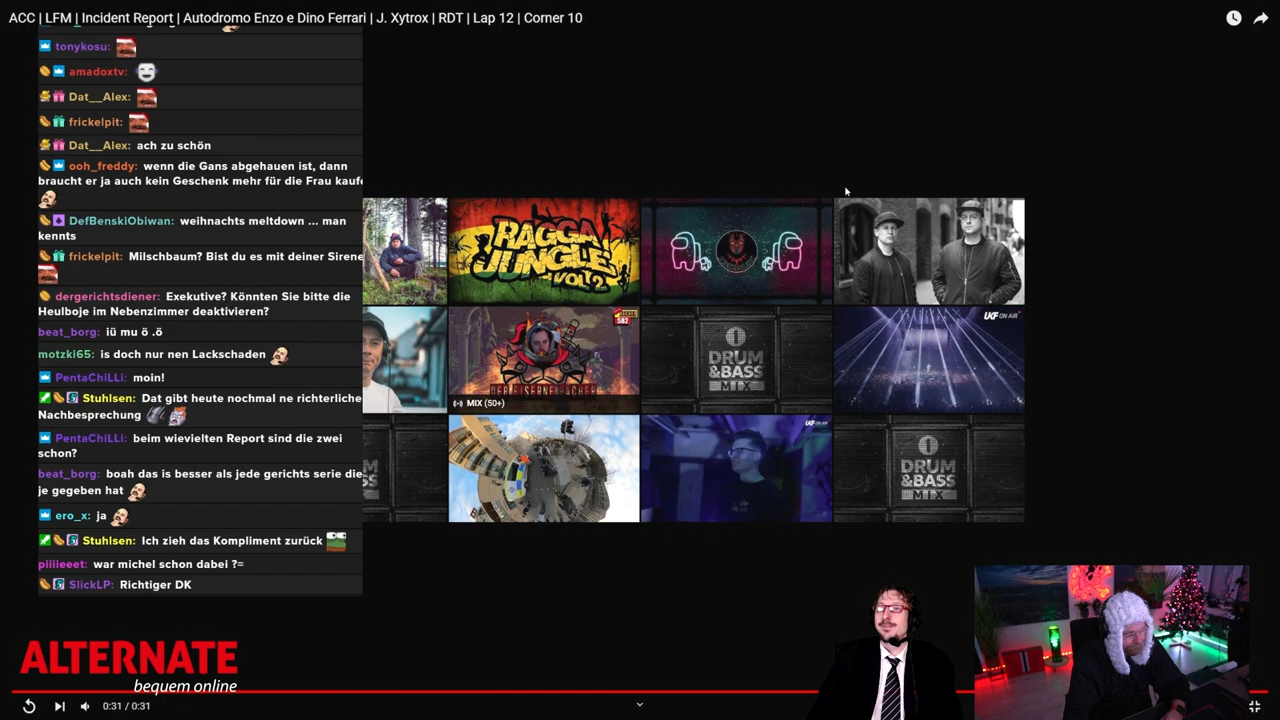 ACC | LFM | Incident Report | Autodromo Enzo e Dino Ferrari | J. Xytrox | RDT | Lap 12 | Corner 10
tonykosu:
amadoxtv:
Dat__Alex:
frickelpit:
Dat__Alex: ach zu schön
ooh_freddy: wenn die Gans abgehauen ist, dann
braucht er ja auch kein Geschenk mehr für die Frau kaufe
DefBenskiObiwan: weihnachts meltdown ... man
kennts
frickelpit: Milschbaum? Bist du es mit deiner Sirene
dergerichtsdiener: Exekutive? Könnten Sie bitte die
Heulboje im Nebenzimmer deaktivieren?
beat_borg: iü mu ö .ö
motzki65: is doch nur nen Lackschaden
PentaChiLLi: moin!
Stuhlsen: Dat gibt heute nochmal ne richterliche
Nachbesprechung
PentaChiLLi: beim wievielten Report sind die zwei
schon?
beat_borg: boah das is besser als jede gerichts serie die
je gegeben hat
ero_x: ja
Stuhlsen: Ich zieh das Kompliment zurück
piiiieeet: war michel schon dabei ?=
SlickLP: Richtiger DK
RAGGA
JUNGLE
VOL 2
582
DER EISERNE
MIX (50+)
1
DRUM
&BASS
MIX
UKF ON AIR
UKF ON AIR
1
DRUM
&BASS
MIX
ALTERNATE
bequem online
0:31 / 0:31